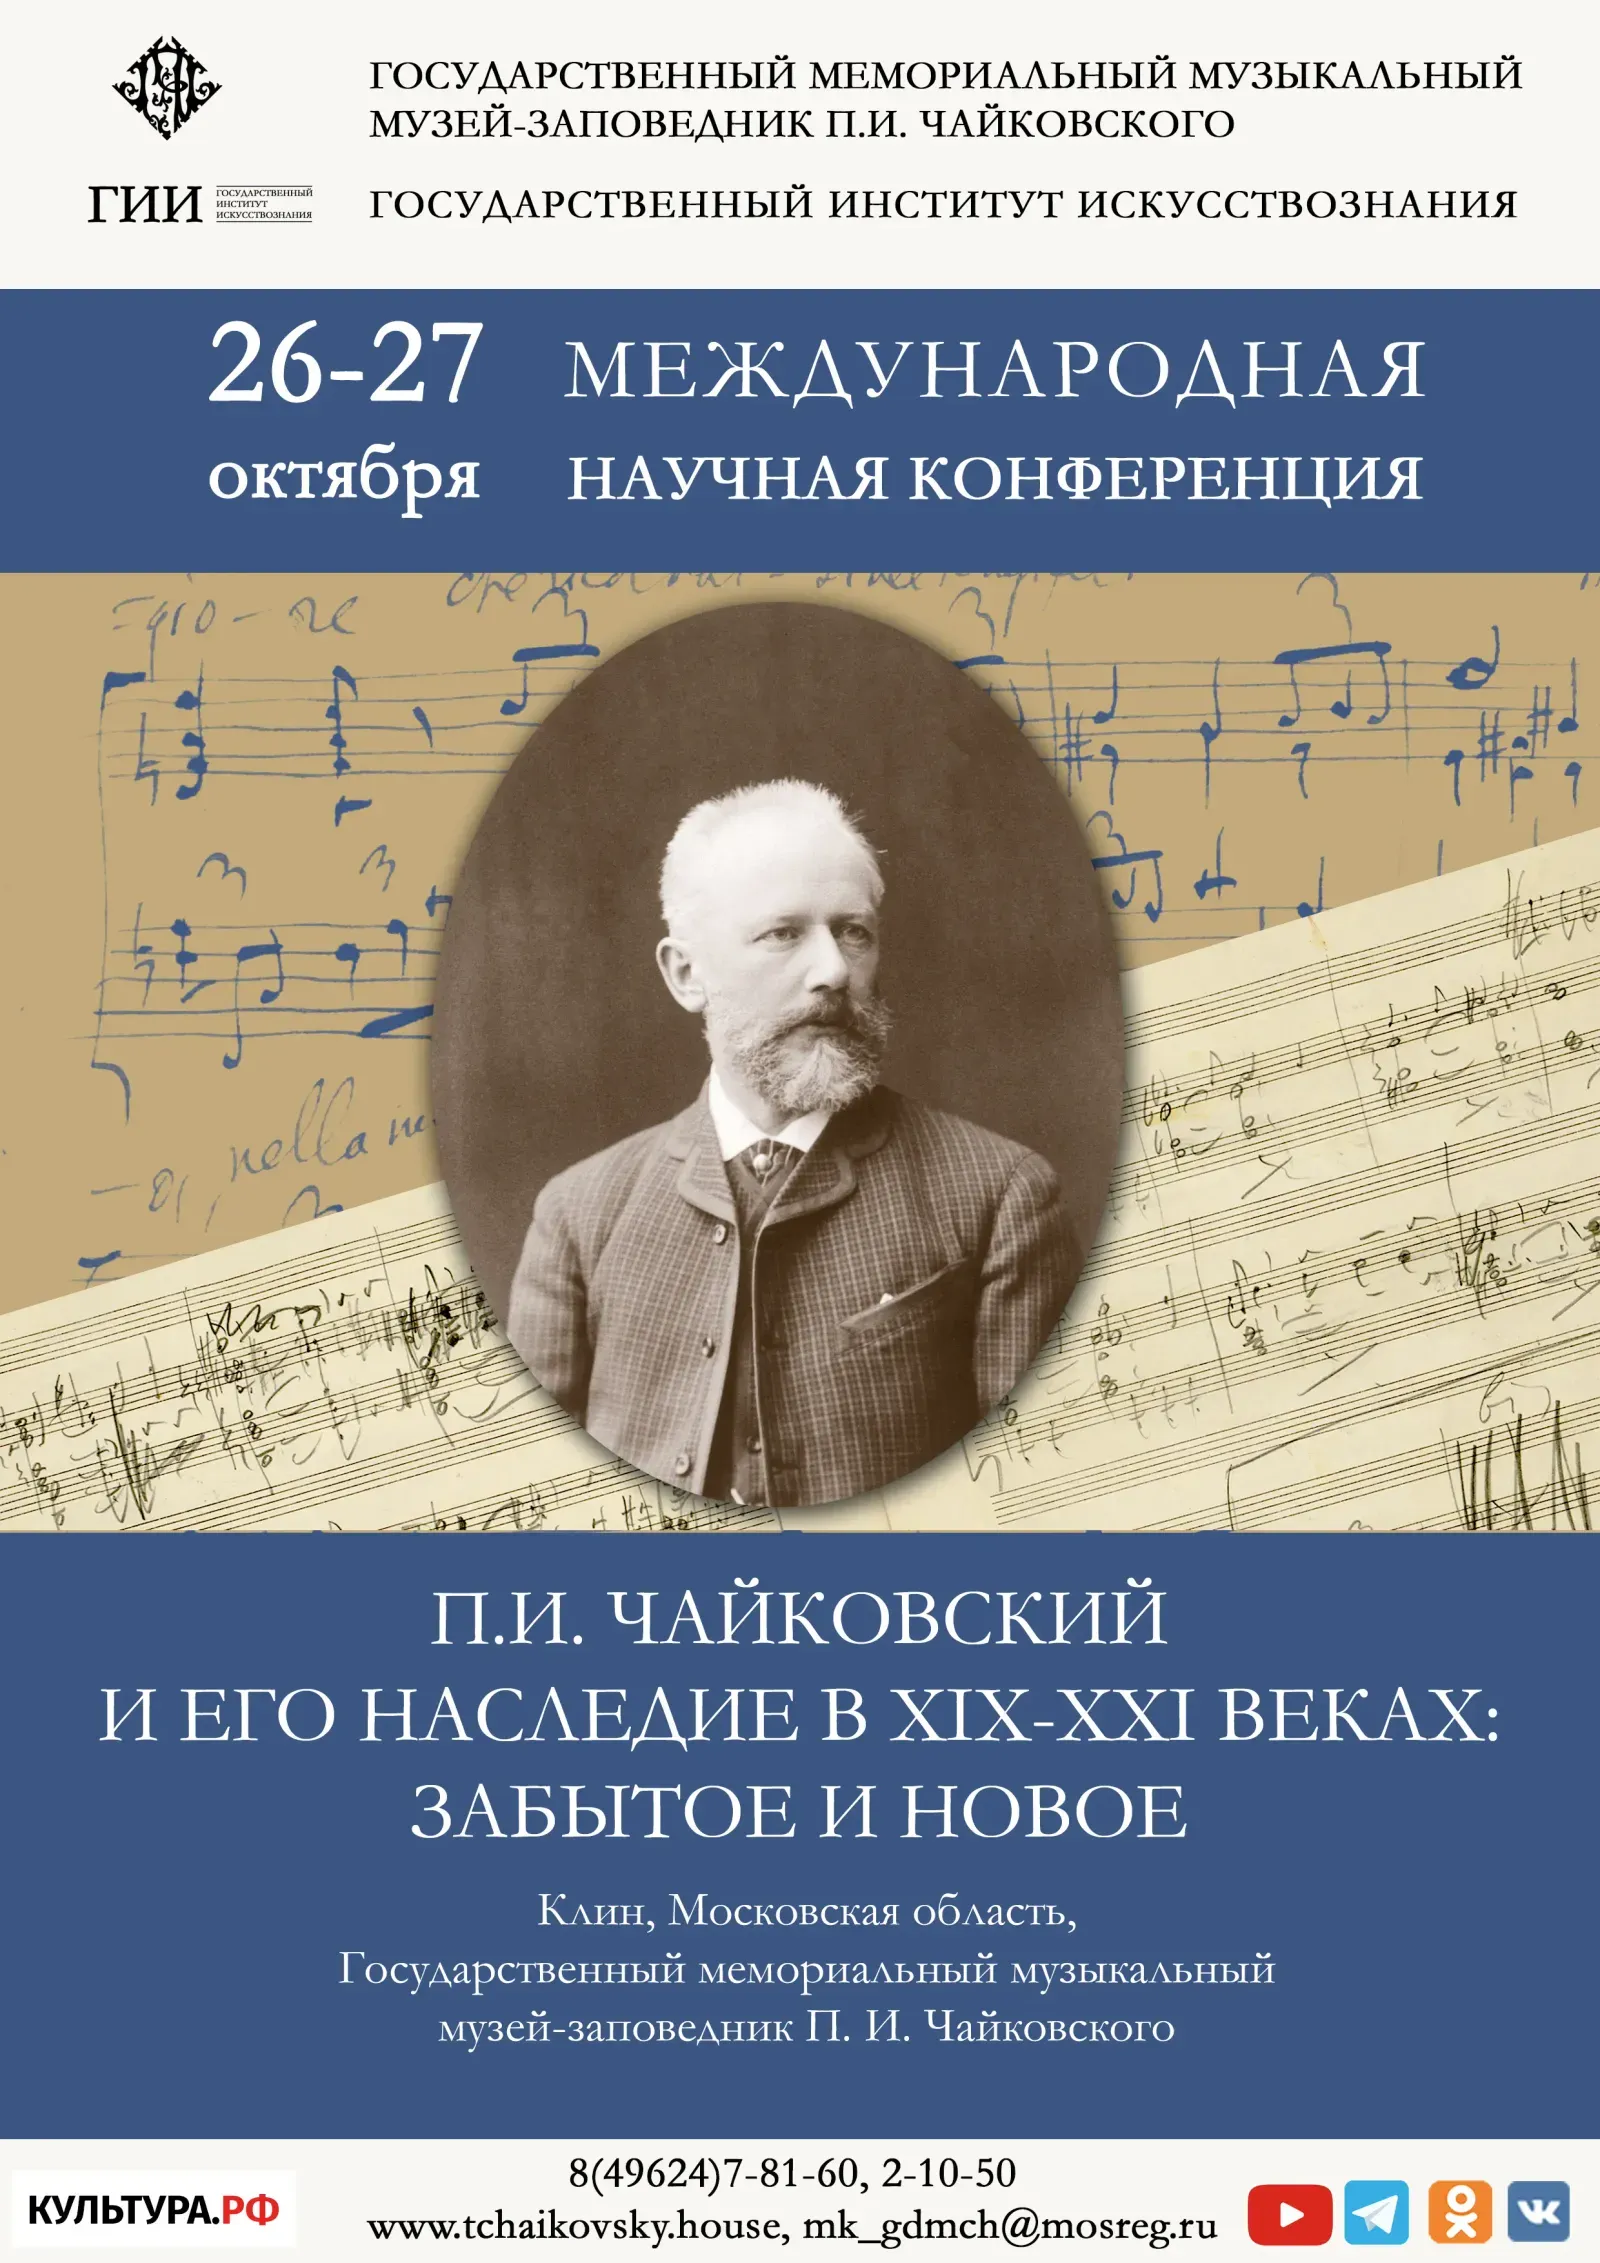 ГОСУДАРСТВЕННЫЙ МЕМОРИАЛЬНЫЙ МУЗЫКАЛЬНЫЙ
МУЗЕЙ-ЗАПОВЕДНИК П.И. ЧАЙКОВСКОГО
ГИИ
ГОСУДАРСТВЕННЫЙ
ИНСТИТУТ
ИСКУССТВОЗНАНИЯ
ГОСУДАРСТВЕННЫЙ ИНСТИТУТ ИСКУССТВОЗНАНИЯ
26-27
октября
МЕЖДУНАРОДНАЯ
НАУЧНАЯ КОНФЕРЕНЦИЯ
nella
П.И. ЧАЙКОВСКИЙ
И ЕГО НАСЛЕДИЕ В XIX-XXI ВЕКАХ:
ЗАБЫТОЕ И НОВОЕ
Клин, Московская область,
Государственный мемориальный музыкальный
музей-заповедник П. И. Чайковского
КУЛЬТУРА.РФ
8(49624)7-81-60, 2-10-50
www.tchaikovsky.house, mk_gdmch@mosreg.ru